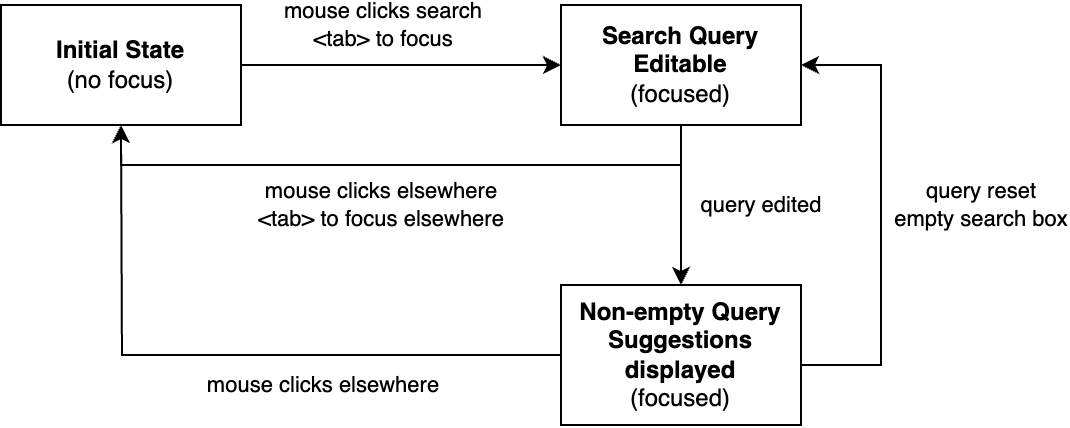 mouse clicks search
<tab> to focus
Initial State
(no focus)
Search Query
Editable
(focused)
mouse clicks elsewhere
<tab> to focus elsewhere
query edited
query reset
empty search box
Non-empty Query
Suggestions
displayed
(focused)
mouse clicks elsewhere